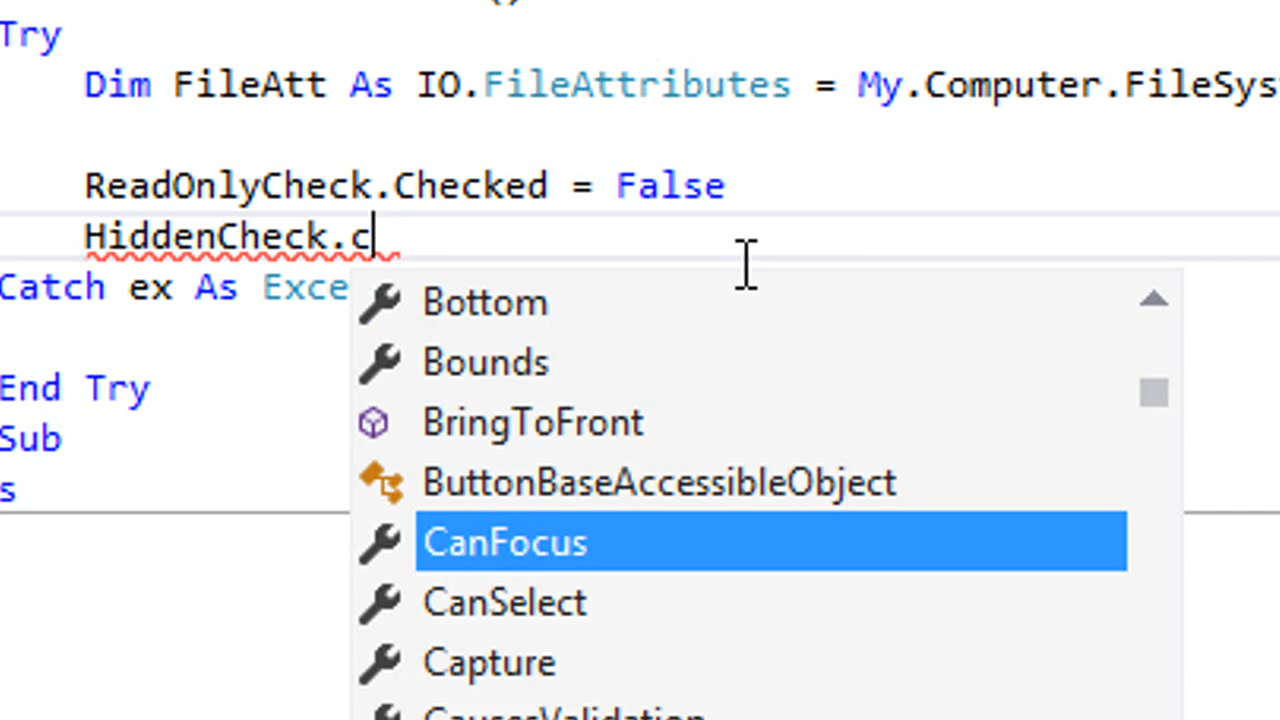 Try
Dim FileAtt As IO.FileAttributes = My.Computer.FileSys
ReadOnlyCheck.Checked = False
HiddenCheck.c
Catch ex As Exce
Bottom
Bounds
BringToFront
ButtonBaseAccessibleObject
CanFocus
CanSelect
Capture
CausesValidation
End Try
Sub
s